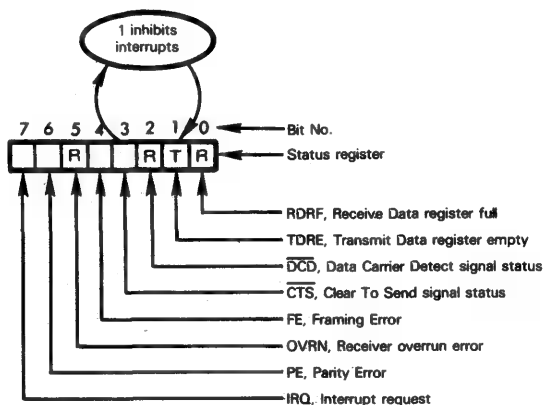 1 inhibits
interrupts
7 6 5 4 3 2 1 0 Bit No.
R R T R Status register
RDRF, Receive Data register full
TDRE, Transmit Data register empty
D̅C̅D̅, Data Carrier Detect signal status
C̅T̅S̅, Clear To Send signal status
FE, Framing Error
OVRN, Receiver overrun error
PE, Parity Error
IRQ, Interrupt request